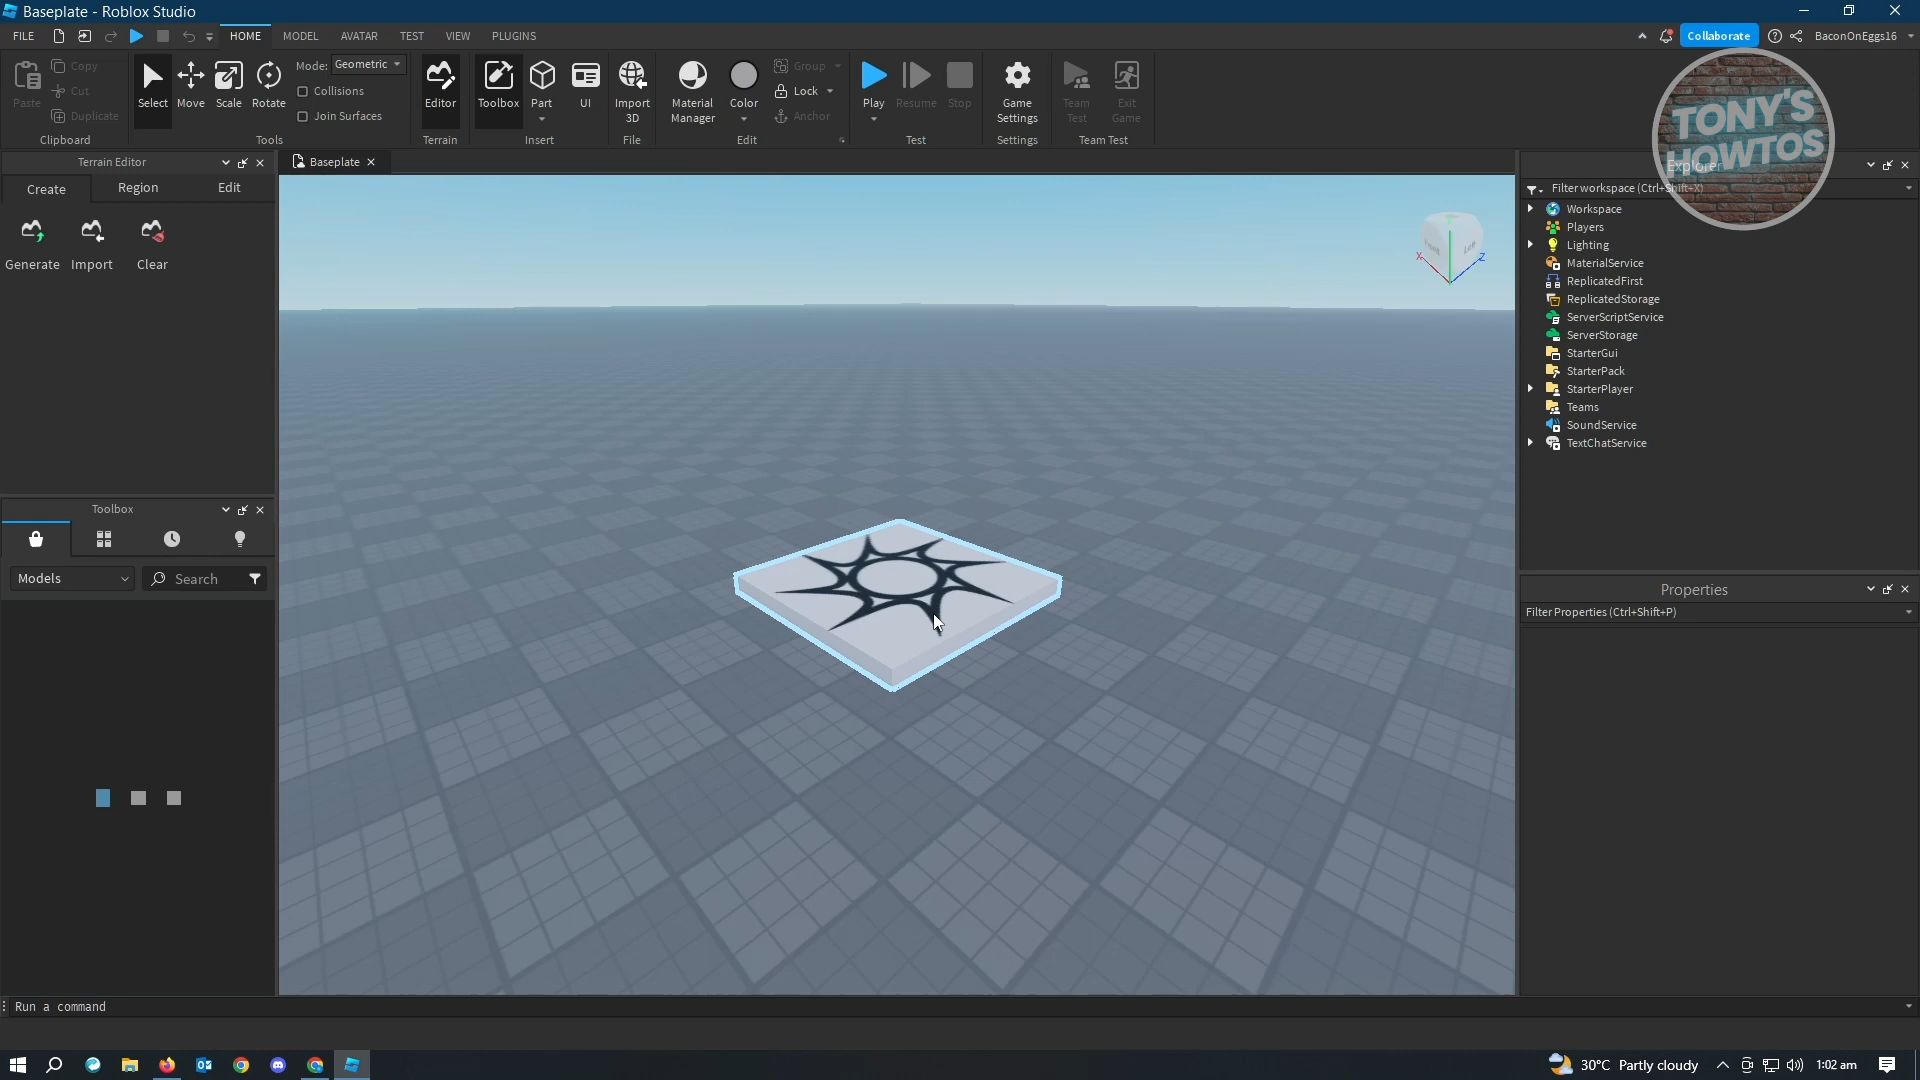 Baseplate - Roblox Studio
FILE
HOME
MODEL
AVATAR
TEST
VIEW
PLUGINS
Collaborate
BaconOnEggs16
Paste
Copy
Cut
Duplicate
Clipboard
Select
Move
Scale
Rotate
Mode: Geometric
Collisions
Join Surfaces
Tools
Editor
Terrain
Toolbox
Part
UI
Insert
Import
3D
File
Material
Manager
Color
Group
Lock
Anchor
Edit
Play
Resume
Stop
Test
Game
Settings
Settings
Team
Test
Exit
Game
Team Test
TONY'S
HOWTOS
Terrain Editor
Create
Region
Edit
Generate
Import
Clear
Baseplate
X
Z
Explorer
Filter workspace (Ctrl+Shift+X)
Workspace
Players
Lighting
MaterialService
ReplicatedFirst
ReplicatedStorage
ServerScriptService
ServerStorage
StarterGui
StarterPack
StarterPlayer
Teams
SoundService
TextChatService
Toolbox
Models
Search
Properties
Filter Properties (Ctrl+Shift+P)
Run a command
30°C Partly cloudy
1:02 am